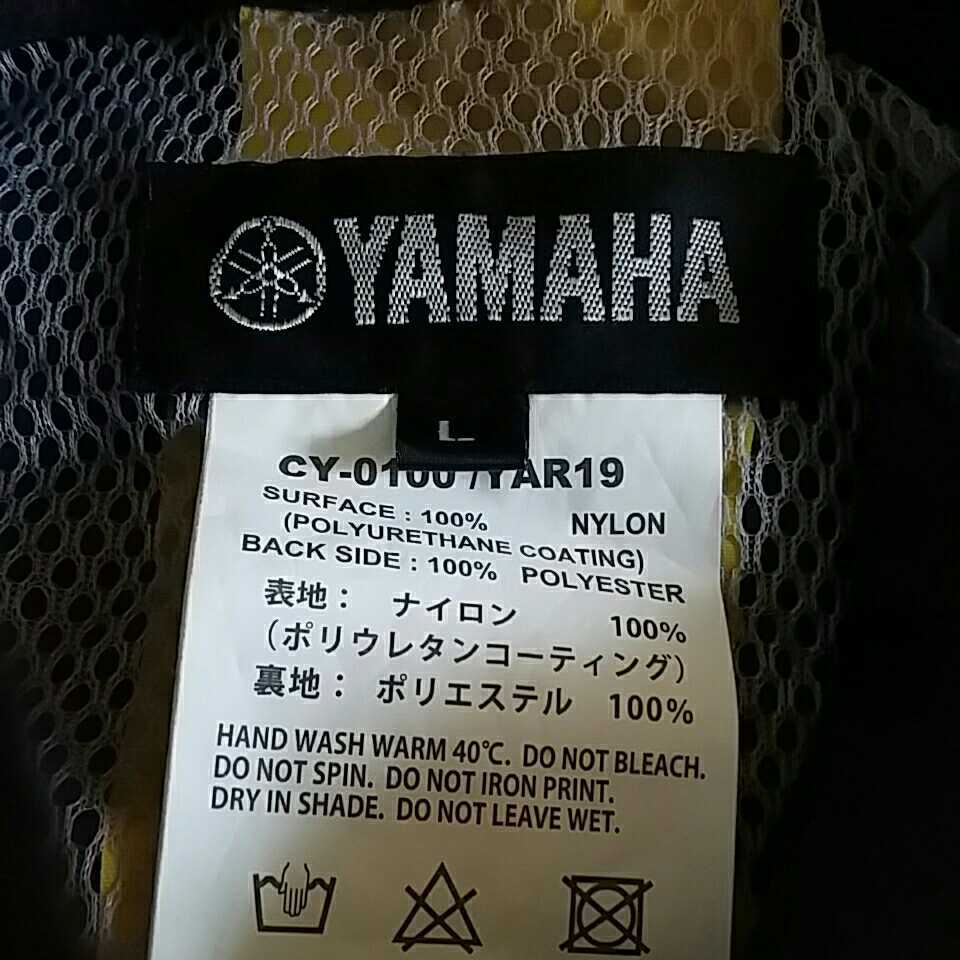 YAMAHA
L
CY-0100 /YAR19
SURFACE : 100% NYLON
(POLYURETHANE COATING)
BACK SIDE : 100% POLYESTER
表地： ナイロン 100%
（ポリウレタンコーティング）
裏地： ポリエステル 100%
HAND WASH WARM 40℃. DO NOT BLEACH.
DO NOT SPIN. DO NOT IRON PRINT.
DRY IN SHADE. DO NOT LEAVE WET.